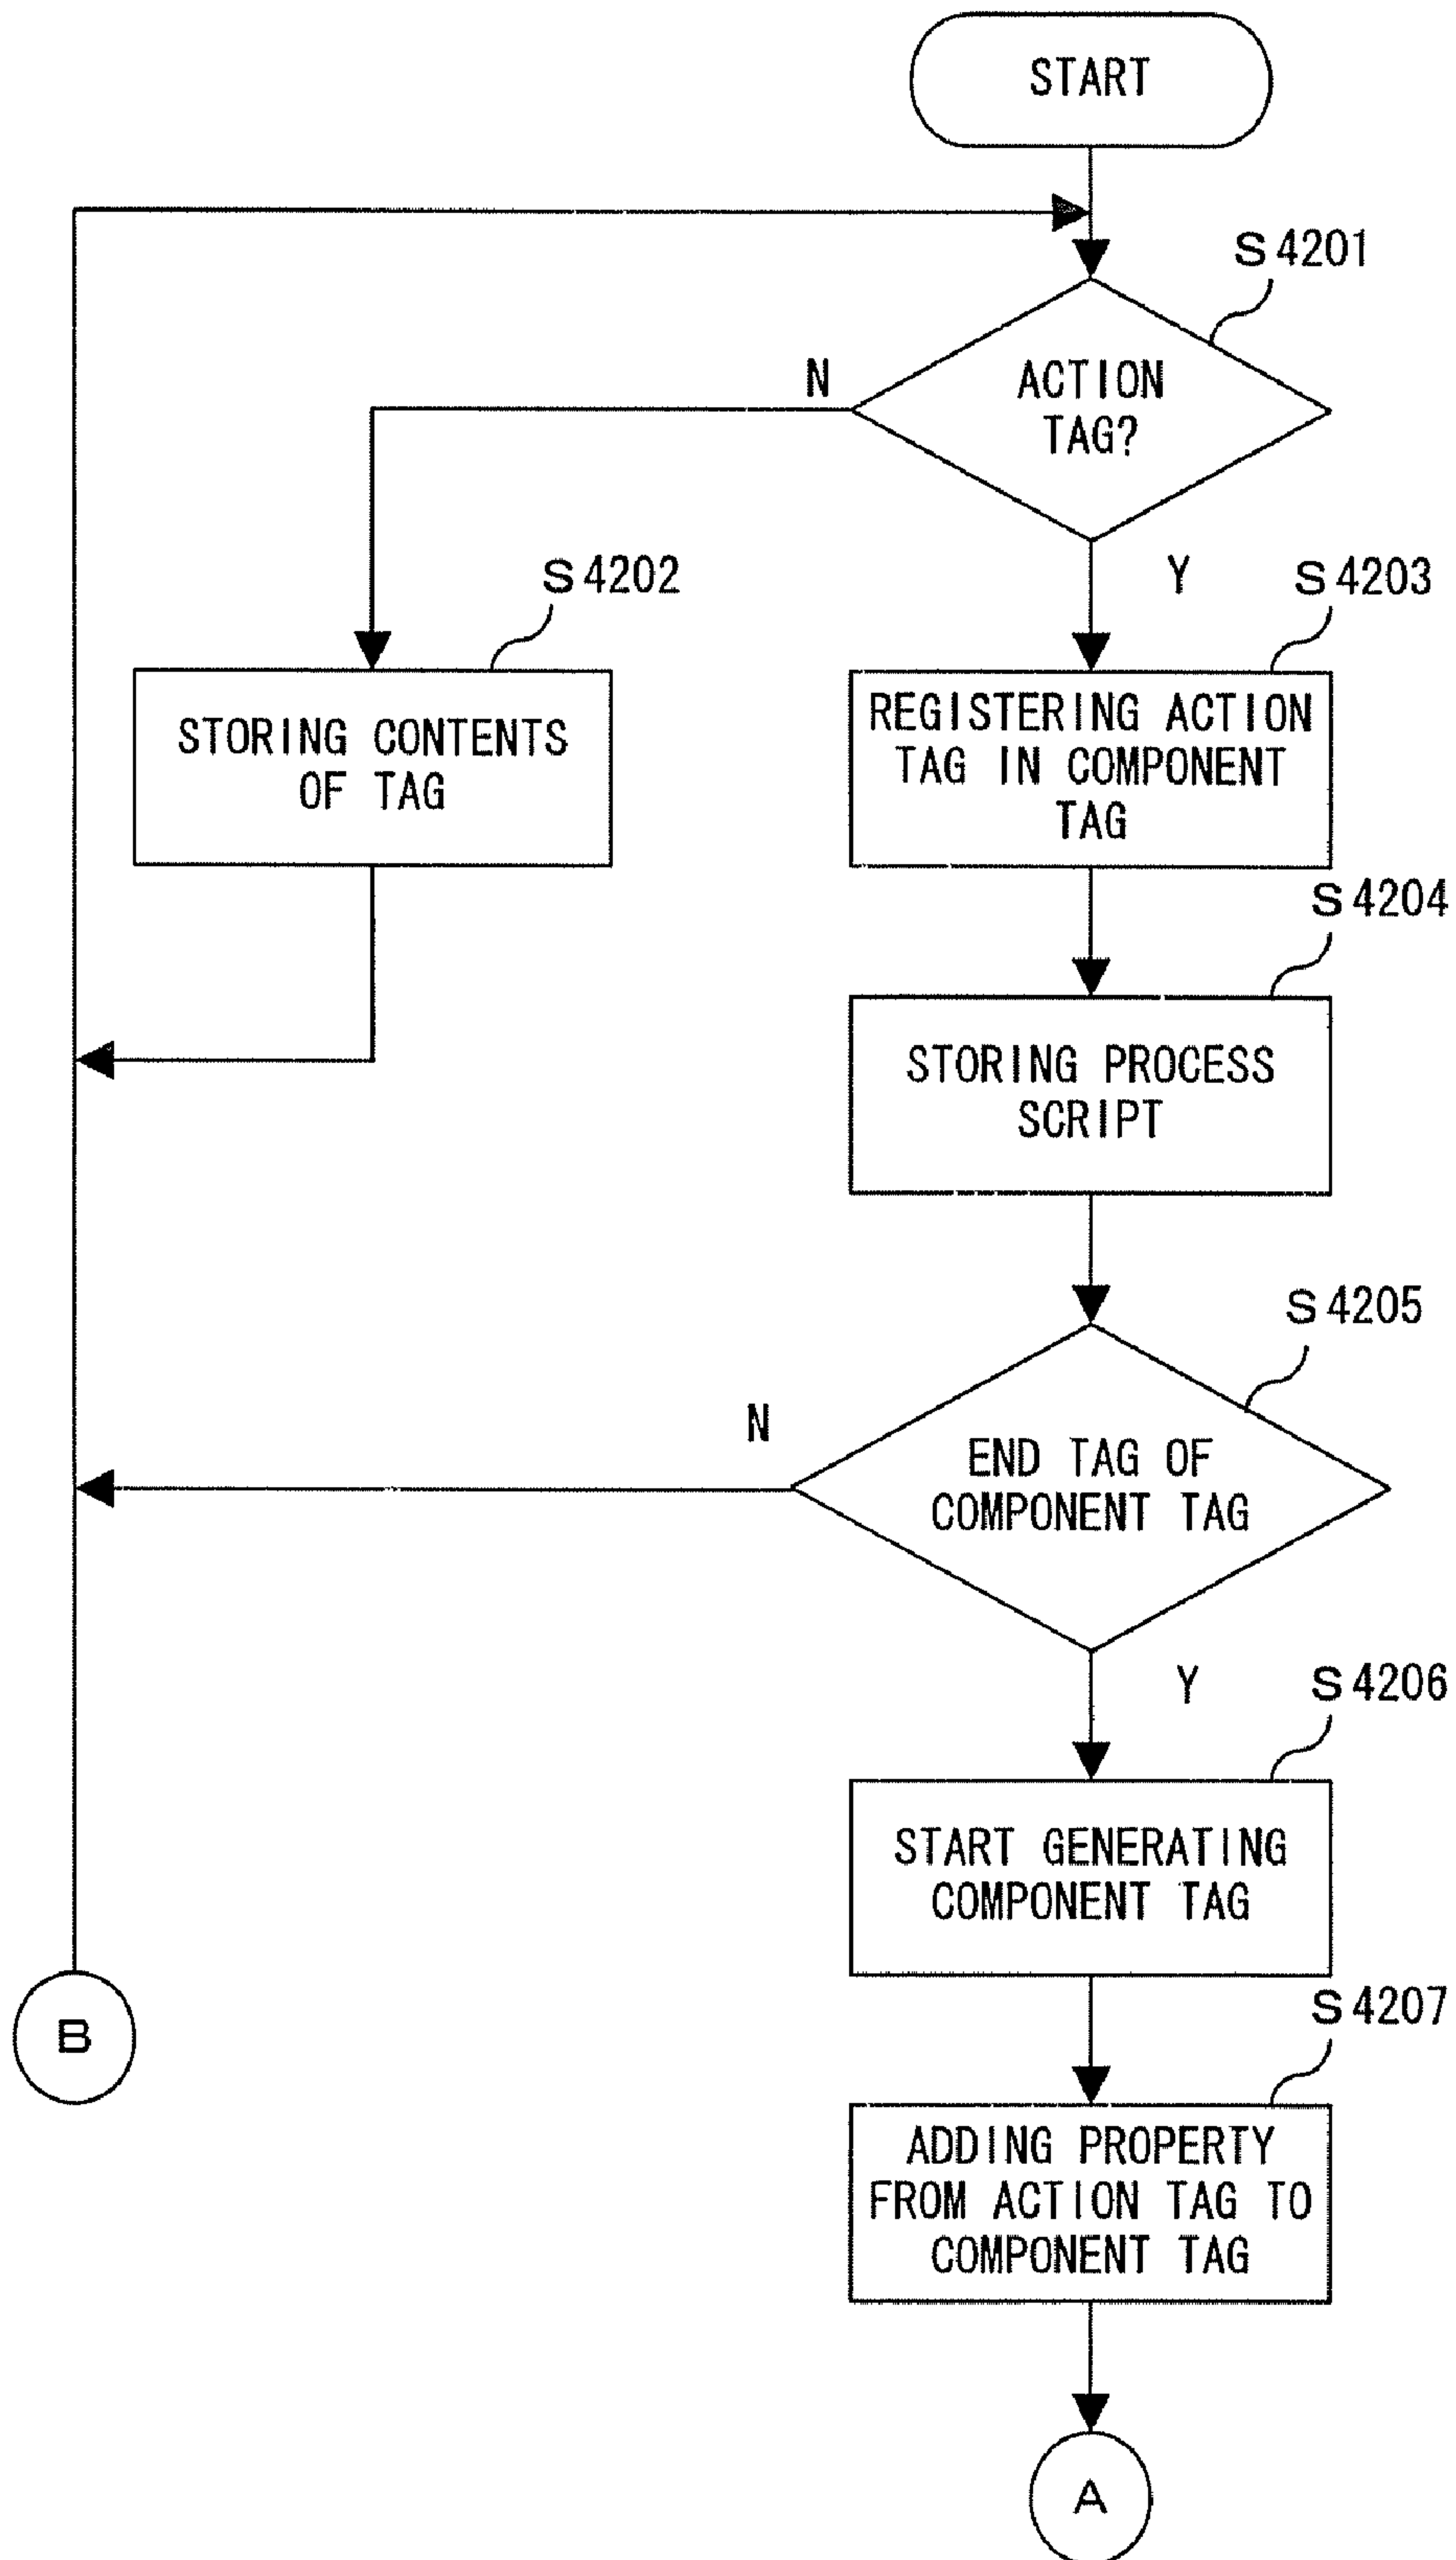 START
S4201
N
ACTION
TAG?
S4202
Y
S4203
STORING CONTENTS
OF TAG
REGISTERING ACTION
TAG IN COMPONENT
TAG
S4204
STORING PROCESS
SCRIPT
S4205
N
END TAG OF
COMPONENT TAG
Y
S4206
START GENERATING
COMPONENT TAG
B
S4207
ADDING PROPERTY
FROM ACTION TAG TO
COMPONENT TAG
A